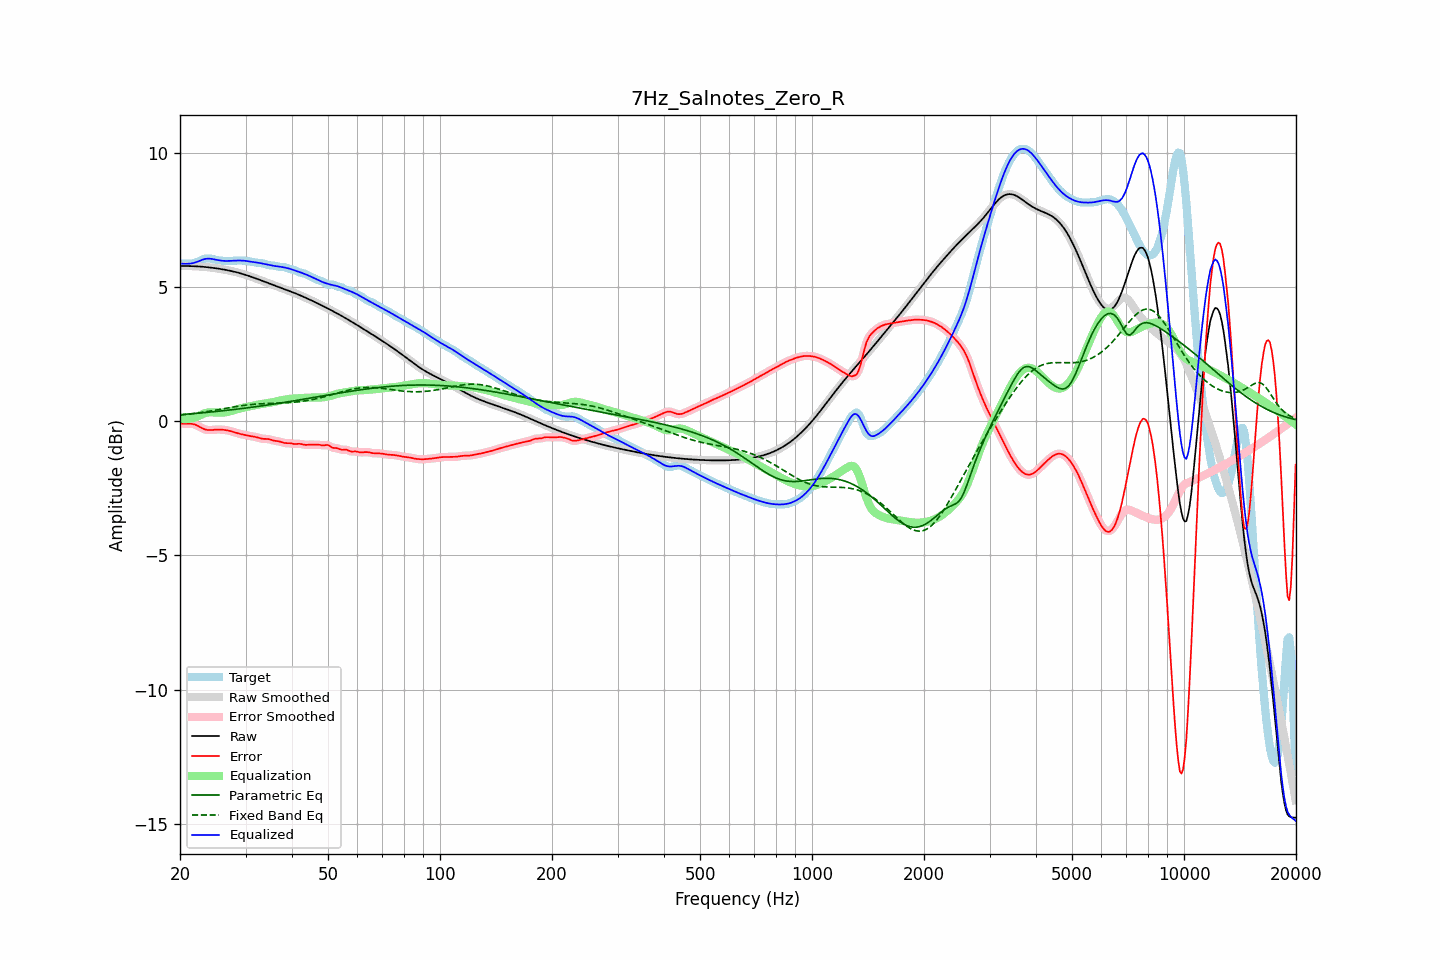 7Hz_Salnotes_Zero_R
Amplitude (dBr)
10
5
0
−5
−10
−15
Target
Raw Smoothed
Error Smoothed
Raw
Error
Equalization
Parametric Eq
Fixed Band Eq
Equalized
20 50 100 200 500 1000 2000 5000 10000 20000
Frequency (Hz)